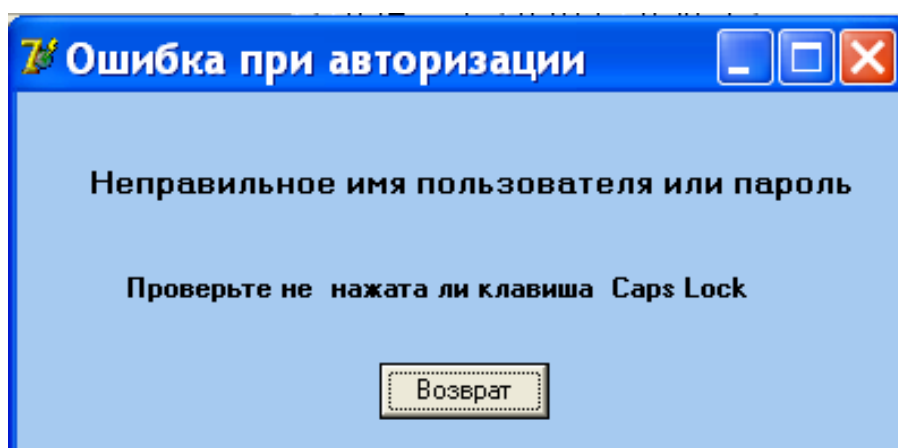 Ошибка при авторизации
Неправильное имя пользователя или пароль
Проверьте не нажата ли клавиша Caps Lock
Возврат